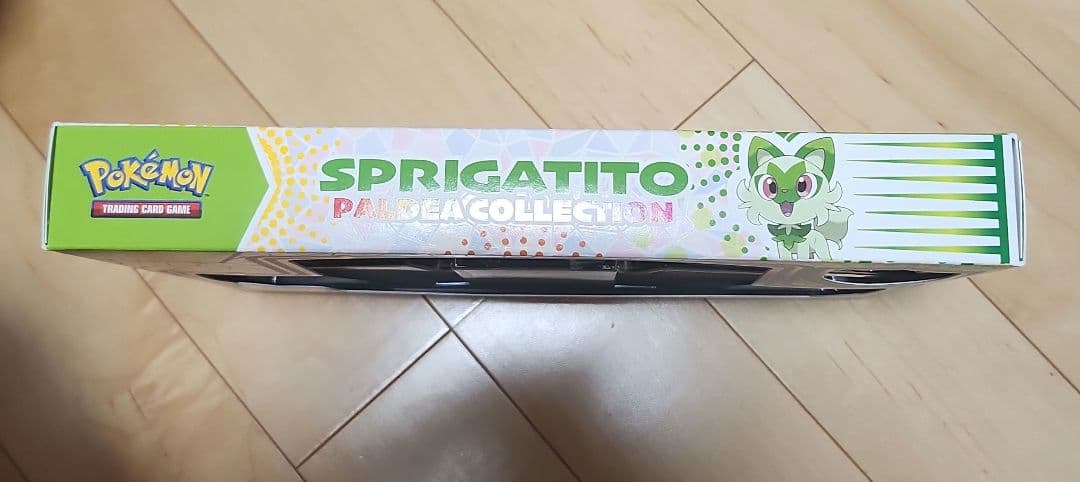 Pokémon
TRADING CARD GAME
SPRIGATITO
PALDEA COLLECTION